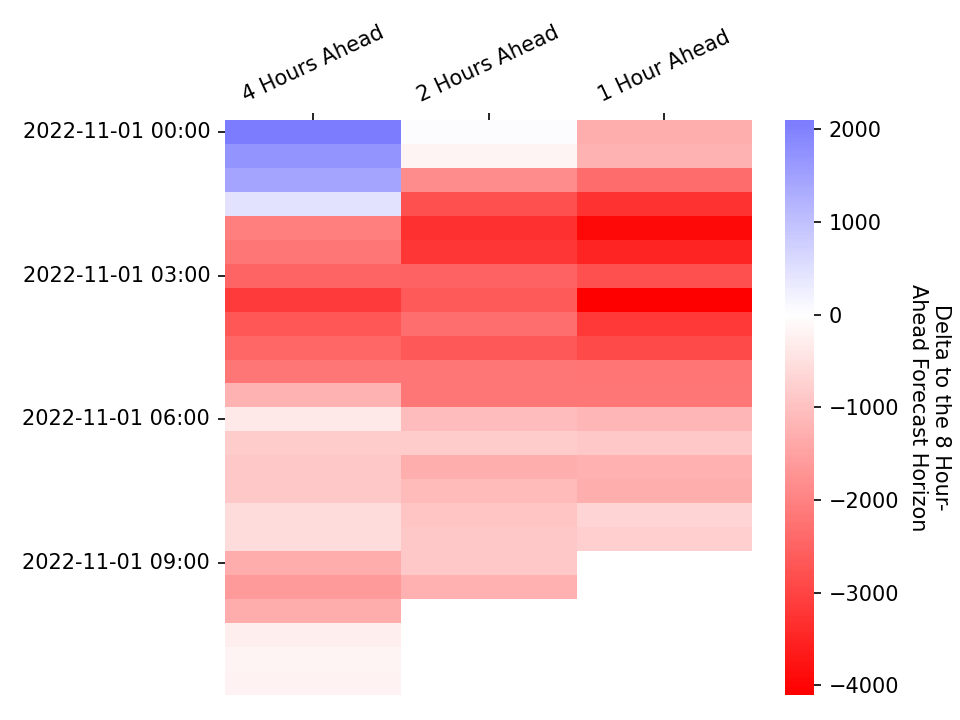 4 Hours Ahead
2 Hours Ahead
1 Hour Ahead
2022-11-01 00:00
2022-11-01 03:00
2022-11-01 06:00
2022-11-01 09:00
2000
1000
0
−1000
−2000
−3000
−4000
Delta to the 8 Hour-
Ahead Forecast Horizon